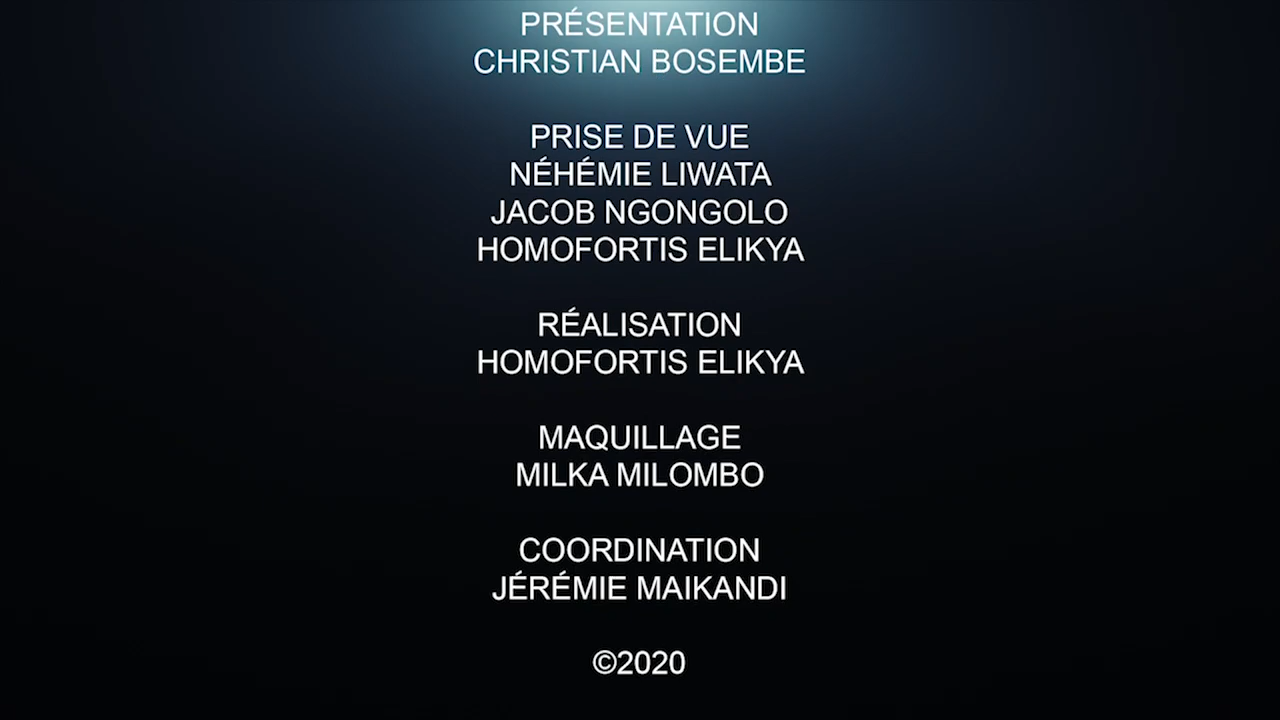 PRÉSENTATION
CHRISTIAN BOSEMBE
PRISE DE VUE
NÉHÉMIE LIWATA
JACOB NGONGOLO
HOMOFORTIS ELIKYA
RÉALISATION
HOMOFORTIS ELIKYA
MAQUILLAGE
MILKA MILOMBO
COORDINATION
JÉRÉMIE MAIKANDI
©2020